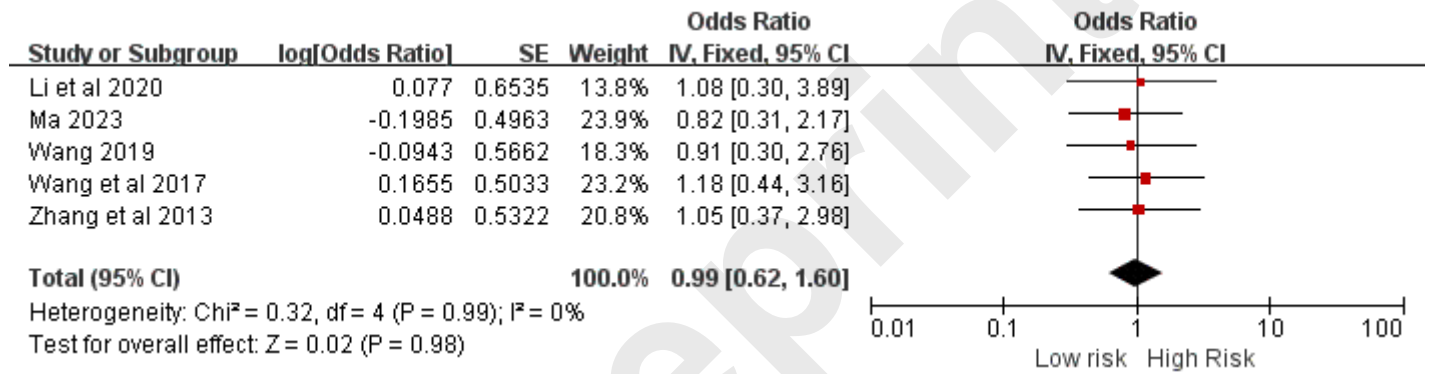 Odds Ratio Odds Ratio
Study or Subgroup log[Odds Ratio] SE Weight IV, Fixed, 95% CI IV, Fixed, 95% CI
Li et al 2020 0.077 0.6535 13.8% 1.08 [0.30, 3.89]
Ma 2023 -0.1985 0.4963 23.9% 0.82 [0.31, 2.17]
Wang 2019 -0.0943 0.5662 18.3% 0.91 [0.30, 2.76]
Wang et al 2017 0.1655 0.5033 23.2% 1.18 [0.44, 3.16]
Zhang et al 2013 0.0488 0.5322 20.8% 1.05 [0.37, 2.98]
Total (95% CI) 100.0% 0.99 [0.62, 1.60]
Heterogeneity: Chi² = 0.32, df = 4 (P = 0.99); I² = 0%
Test for overall effect: Z = 0.02 (P = 0.98)
0.01 0.1 1 10 100
Low risk High Risk